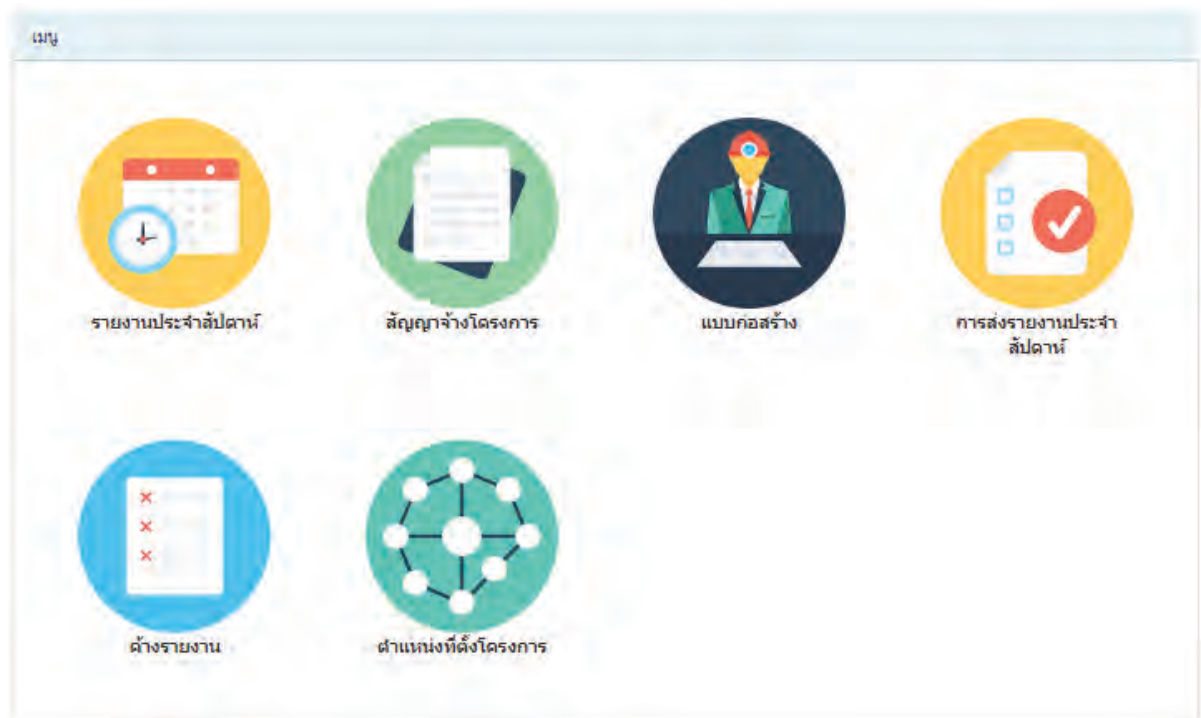 เมนู
รายงานประจำสัปดาห์
สัญญาจ้างโครงการ
แบบก่อสร้าง
การส่งรายงานประจำ
สัปดาห์
ค้างรายงาน
ตำแหน่งที่ตั้งโครงการ